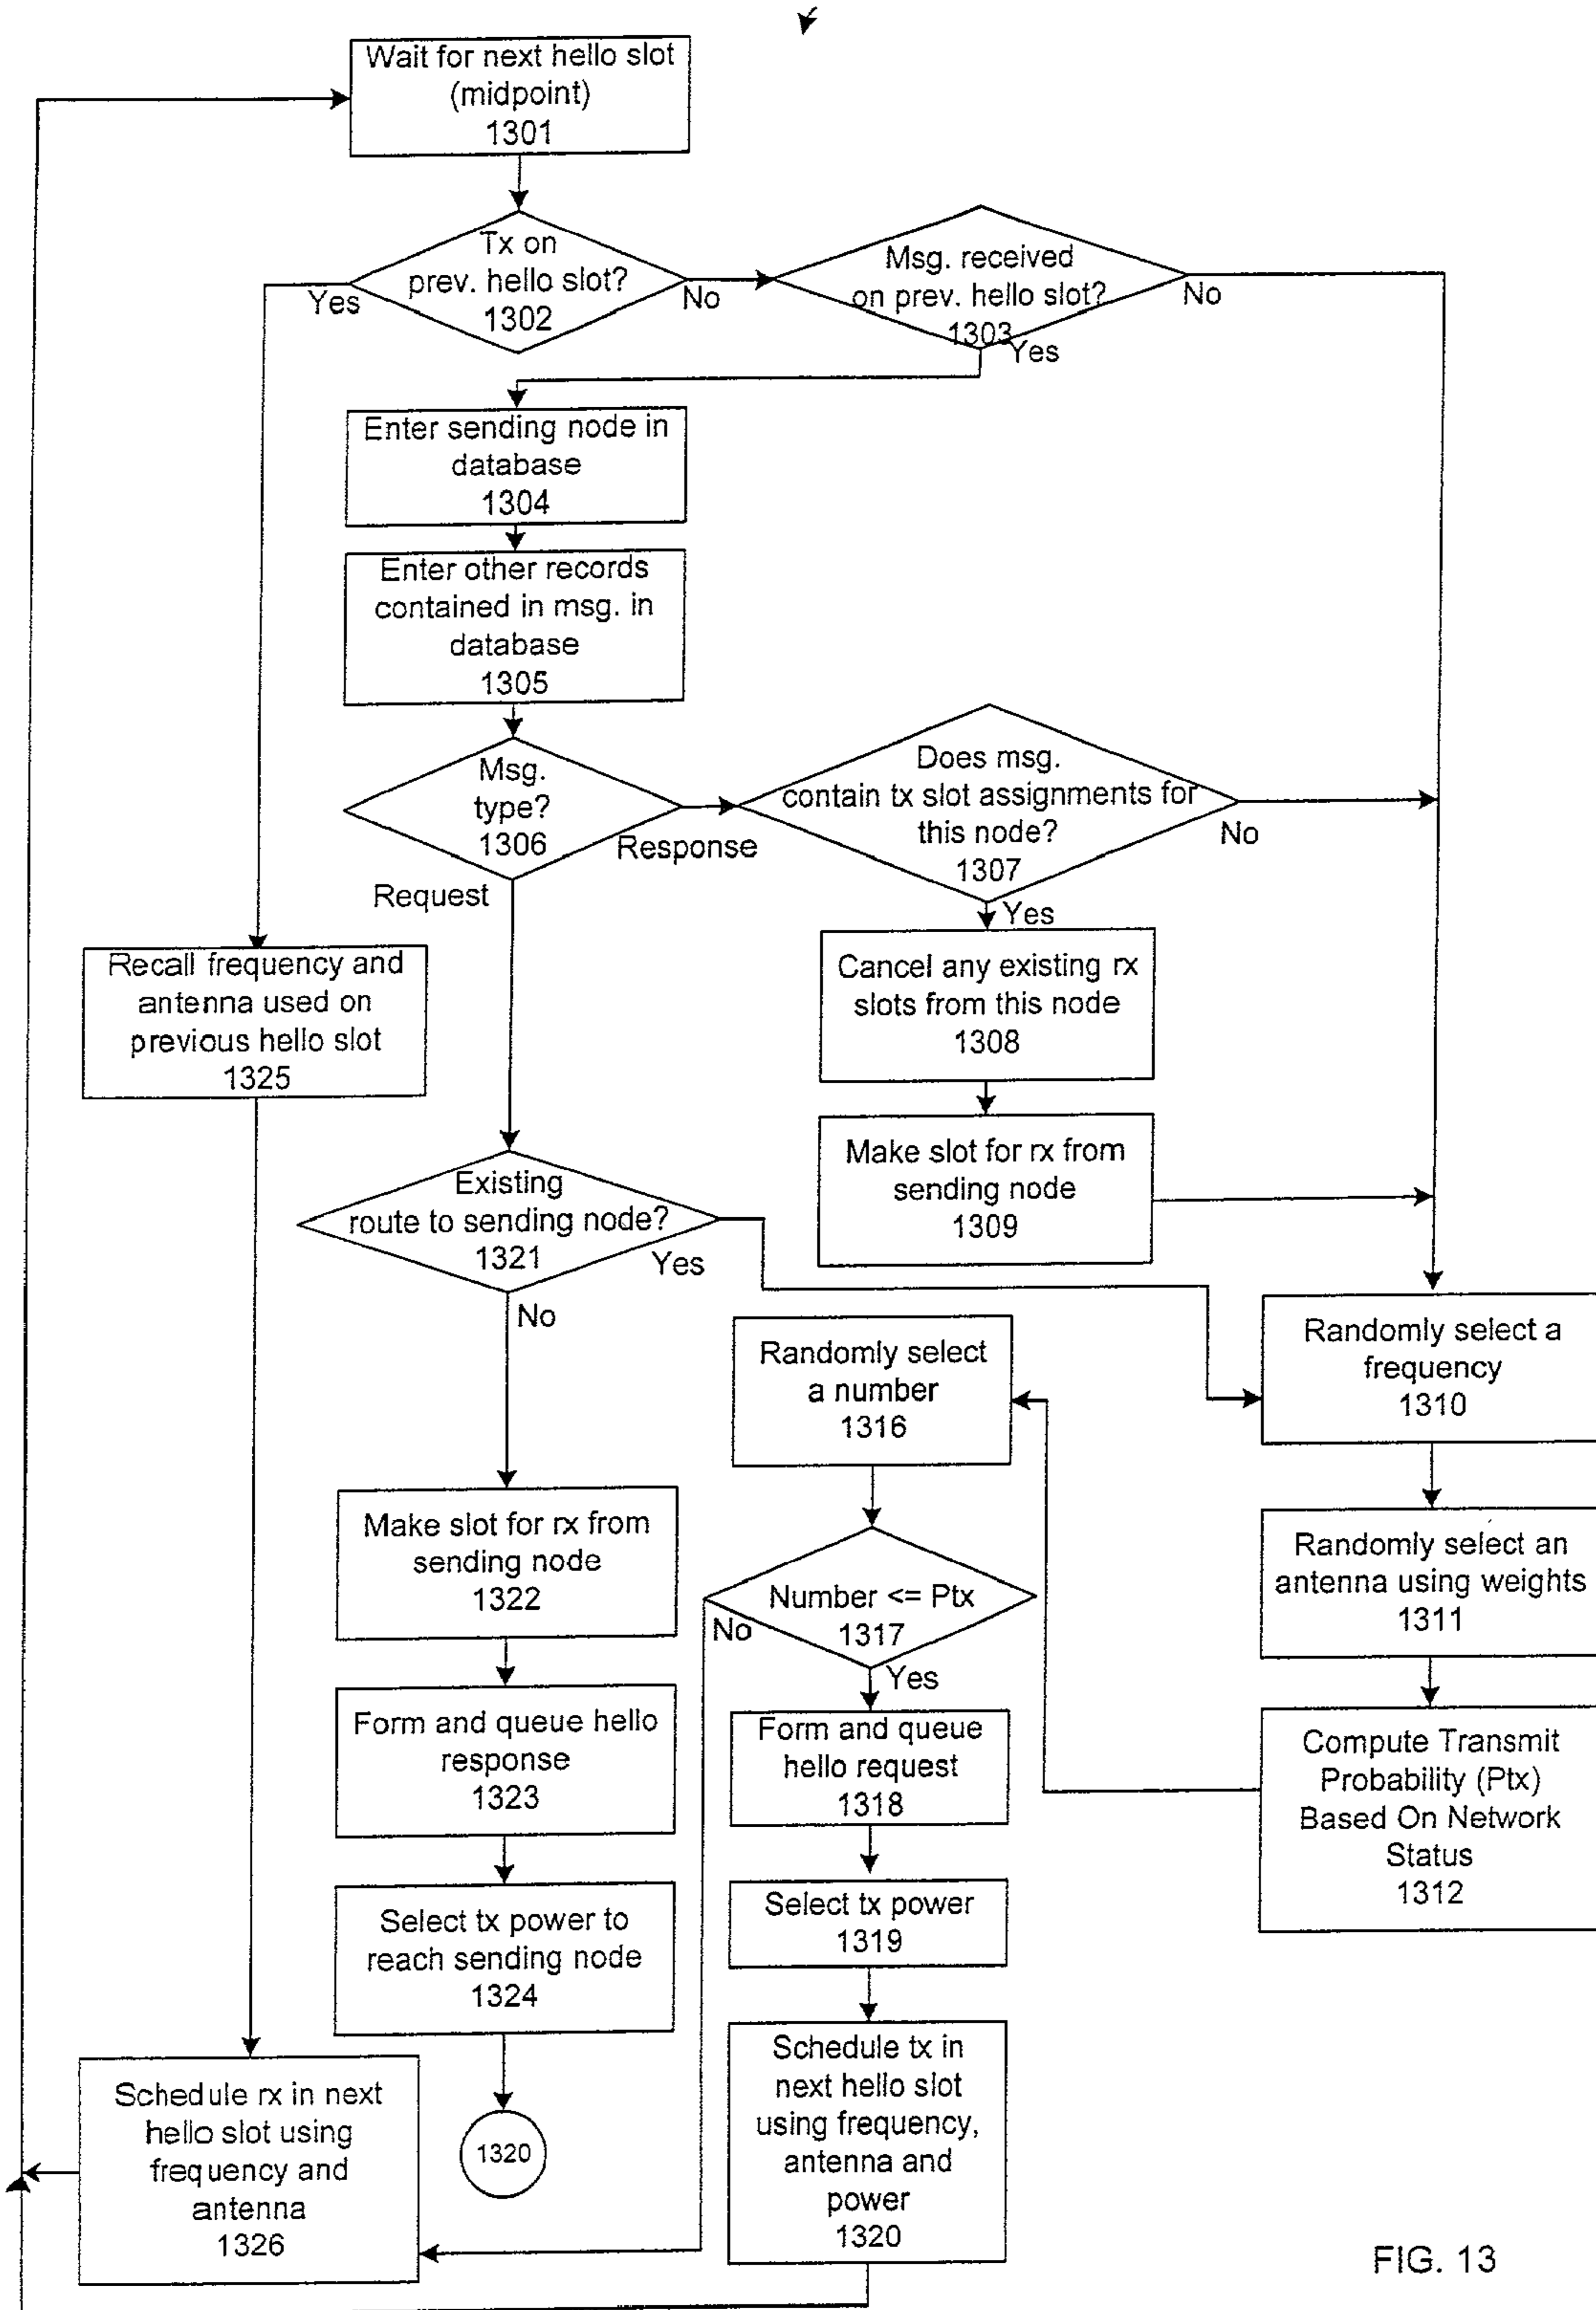 Wait for next hello slot
(midpoint)
1301
Tx on
prev. hello slot?
1302
Yes
No
Msg. received
on prev. hello slot?
1303
No
Yes
Enter sending node in
database
1304
Enter other records
contained in msg. in
database
1305
Msg.
type?
1306
Response
Request
Does msg.
contain tx slot assignments for
this node?
1307
No
Yes
Cancel any existing rx
slots from this node
1308
Make slot for rx from
sending node
1309
Recall frequency and
antenna used on
previous hello slot
1325
Existing
route to sending node?
1321
Yes
No
Randomly select
a number
1316
Randomly select a
frequency
1310
Make slot for rx from
sending node
1322
Number <= Ptx
1317
No
Yes
Randomly select an
antenna using weights
1311
Form and queue hello
response
1323
Form and queue
hello request
1318
Compute Transmit
Probability (Ptx)
Based On Network
Status
1312
Select tx power to
reach sending node
1324
Select tx power
1319
Schedule rx in next
hello slot using
frequency and
antenna
1326
1320
Schedule tx in
next hello slot
using frequency,
antenna and
power
1320
FIG. 13